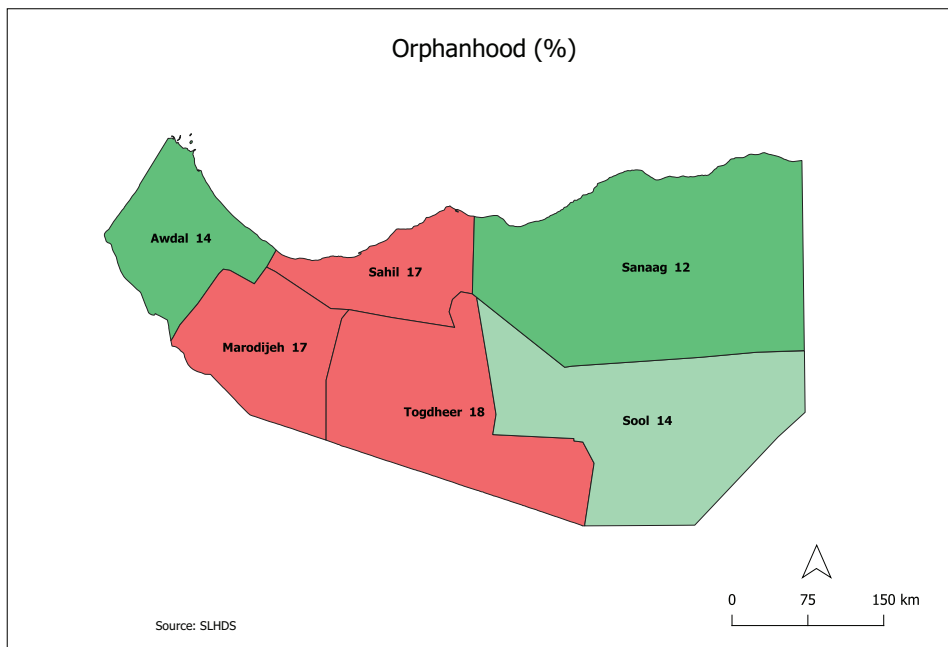 Orphanhood (%)
Awdal 14
Sahil 17
Sanaag 12
Marodijeh 17
Togdheer 18
Sool 14
0 75 150 km
Source: SLHDS